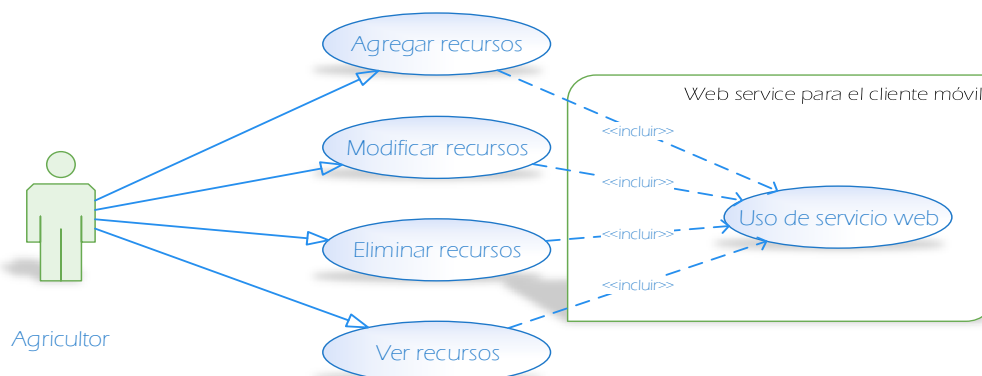 Agregar recursos
Web service para el cliente móvil
<<incluir>>
Modificar recursos
<<incluir>>
Uso de servicio web
<<incluir>>
Eliminar recursos
<<incluir>>
Agricultor
Ver recursos